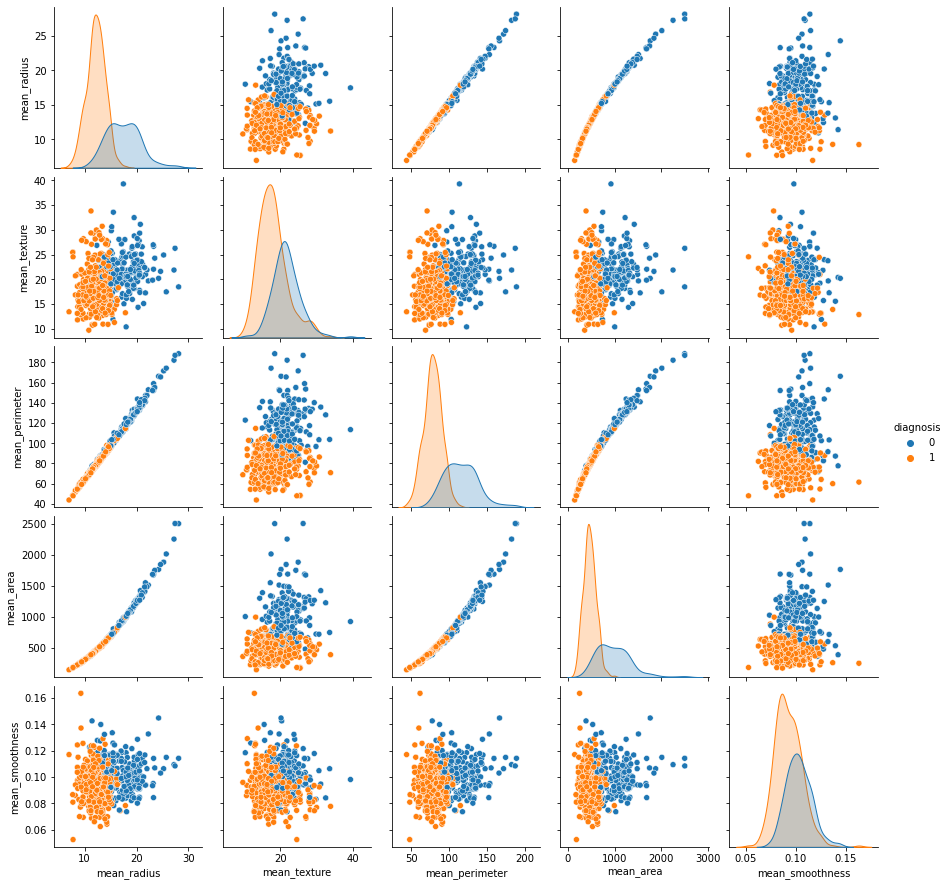 mean_radius
25
20
15
10
mean_texture
40
35
30
25
20
15
10
mean_perimeter
180
160
140
120
100
80
60
40
diagnosis
0
1
mean_area
2500
2000
1500
1000
500
mean_smoothness
0.16
0.14
0.12
0.10
0.08
0.06
10 20 30
20 40
50 100 150 200
0 1000 2000 3000
0.05 0.10 0.15
mean_radius
mean_texture
mean_perimeter
mean_area
mean_smoothness